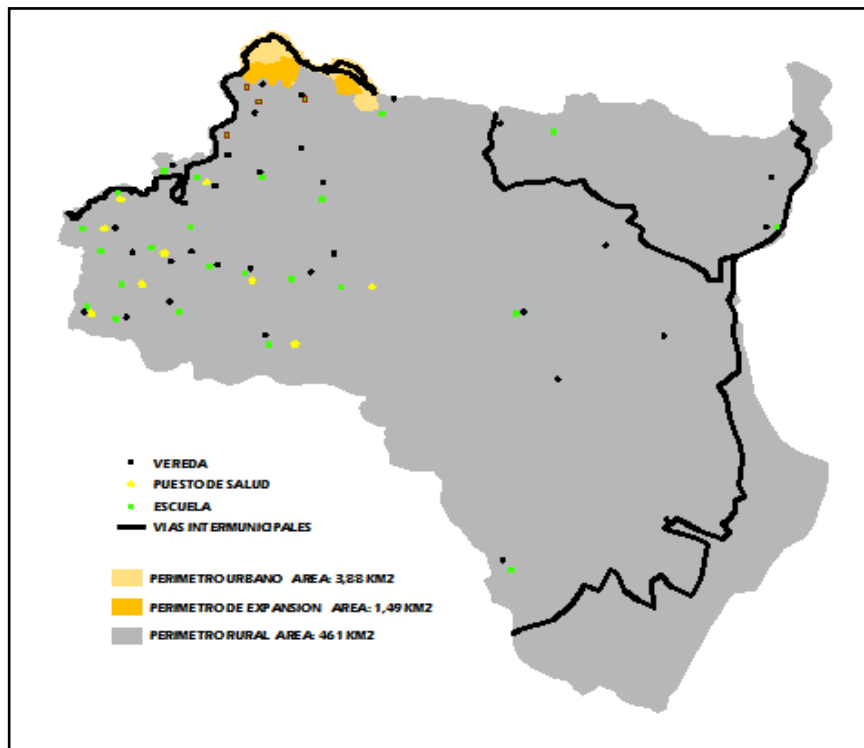 VEREDA
PUESTO DE SALUD
ESCUELA
VIAS INTERMUNICIPALES
PERIMETRO URBANO AREA: 3,88 KM2
PERIMETRO DE EXPANSION AREA: 1,49 KM2
PERIMETRO RURAL AREA: 461 KM2